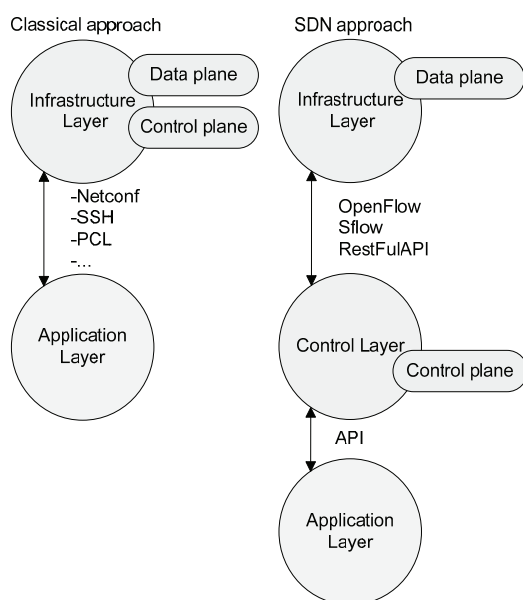 Classical approach
Data plane
Infrastructure
Layer
Control plane
-Netconf
-SSH
-PCL
-...
Application
Layer
SDN approach
Data plane
Infrastructure
Layer
OpenFlow
Sflow
RestFulAPI
Control Layer
Control plane
API
Application
Layer